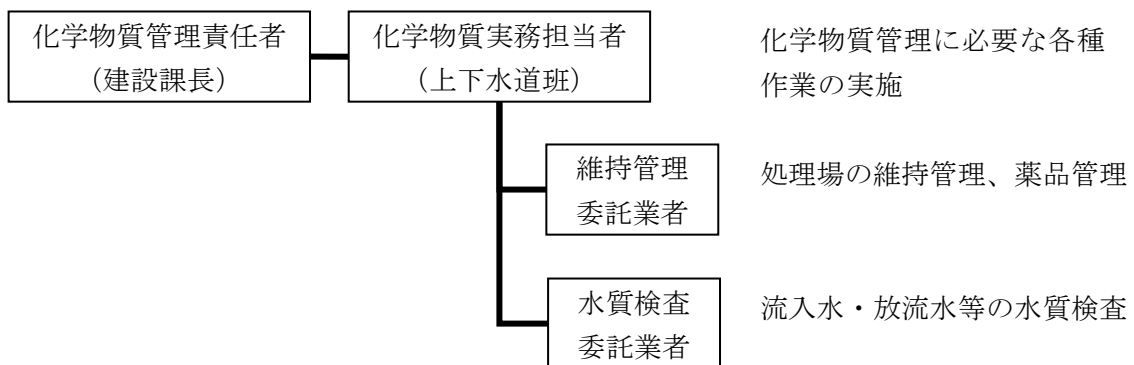 化学物質管理責任者
（建設課長）
化学物質実務担当者
（上下水道班）
化学物質管理に必要な各種
作業の実施
維持管理
委託業者
処理場の維持管理、薬品管理
水質検査
委託業者
流入水・放流水等の水質検査